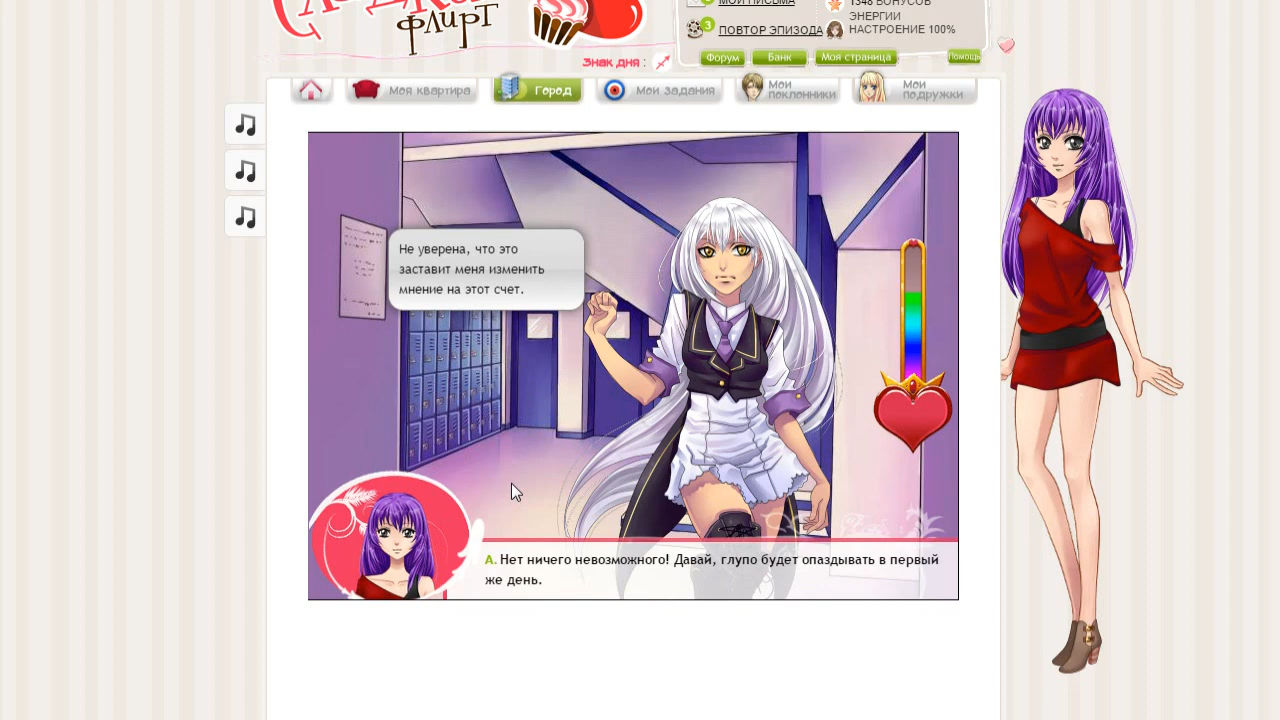 Сладкий
ФЛИРТ
МОИ ПИСЬМА
1348 БОНУСОВ
ЭНЕРГИИ
3
ПОВТОР ЭПИЗОДА
НАСТРОЕНИЕ 100%
Знак дня :
Форум
Банк
Моя страница
Помощь
Моя квартира
Город
Мои задания
Мои
поклонники
Мои
подружки
Не уверена, что это
заставит меня изменить
мнение на этот счет.
А. Нет ничего невозможного! Давай, глупо будет опаздывать в первый
же день.